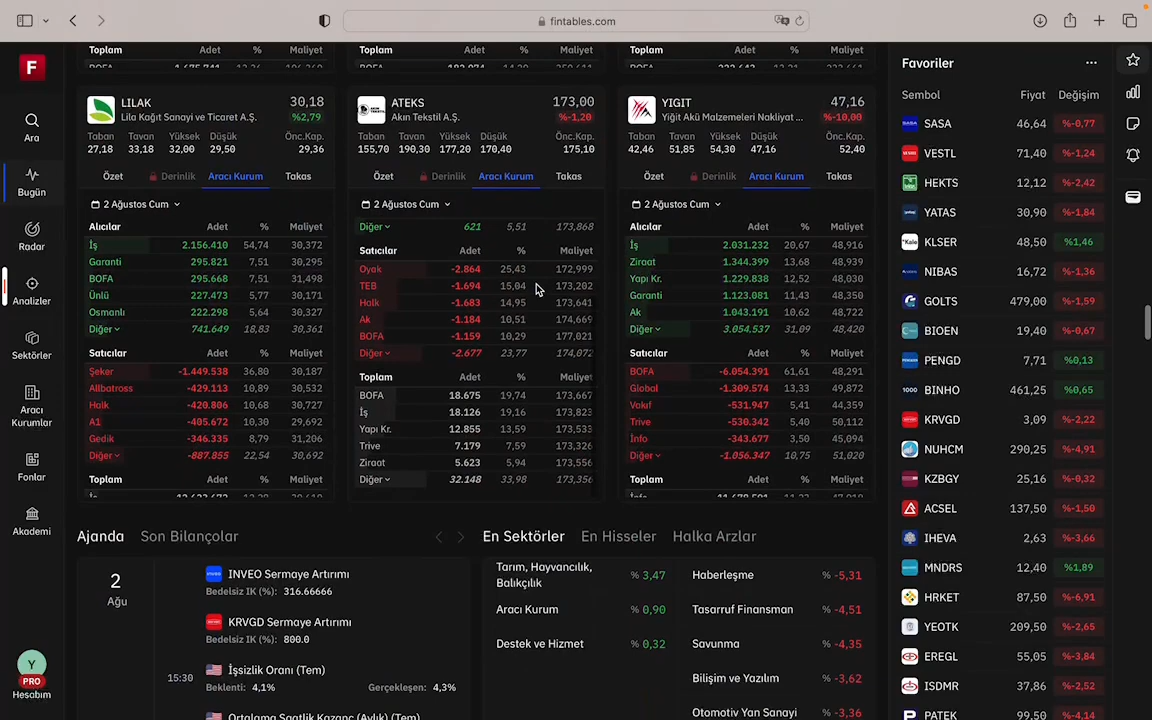 fintables.com
F
Ara
Bugün
Radar
Analizler
Sektörler
Aracı
Kurumlar
Fonlar
Akademi
Y
PRO
Hesabım
Toplam Adet % Maliyet
Toplam Adet % Maliyet
Toplam Adet % Maliyet
LILAK 30,18
Lila Kağıt Sanayi ve Ticaret A.Ş. %2,79
Taban Tavan Yüksek Düşük Önc.Kap.
27,18 33,18 32,00 29,50 29,36
Özet Derinlik Aracı Kurum Takas
2 Ağustos Cum
Alıcılar Adet % Maliyet
İş 2.156.410 54,74 30,372
Garanti 295.821 7,51 30,295
BOFA 295.668 7,51 31,498
Ünlü 227.473 5,77 30,171
Osmanlı 222.298 5,64 30,327
Diğer 741.649 18,83 30,361
Satıcılar Adet % Maliyet
Şeker -1.449.538 36,80 30,187
Allbatross -429.113 10,89 30,532
Halk -420.806 10,68 30,727
A1 -405.672 10,30 29,692
Gedik -346.335 8,79 31,206
Diğer -887.855 22,54 30,692
Toplam Adet % Maliyet
ATEKS 173,00
Akın Tekstil A.Ş. %-1,20
Taban Tavan Yüksek Düşük Önc.Kap.
155,70 190,30 177,20 170,40 175,10
Özet Derinlik Aracı Kurum Takas
2 Ağustos Cum
Diğer 621 5,51 173,868
Satıcılar Adet % Maliyet
Oyak -2.864 25,43 172,999
TEB -1.694 15,04 173,202
Halk -1.683 14,95 173,641
Ak -1.184 10,51 174,669
BOFA -1.159 10,29 177,021
Diğer -2.677 23,77 174,072
Toplam Adet % Maliyet
BOFA 18.675 19,74 173,667
İş 18.126 19,16 173,823
Yapı Kr. 12.855 13,59 173,533
Trive 7.179 7,59 173,326
Ziraat 5.623 5,94 173,556
Diğer 32.148 33,98 173,356
YIGIT 47,16
Yiğit Akü Malzemeleri Nakliyat ... %-10,00
Taban Tavan Yüksek Düşük Önc.Kap.
42,46 51,85 54,30 47,16 52,40
Özet Derinlik Aracı Kurum Takas
2 Ağustos Cum
Alıcılar Adet % Maliyet
İş 2.031.232 20,67 48,916
Ziraat 1.344.399 13,68 48,939
Yapı Kr. 1.229.838 12,52 48,030
Garanti 1.123.081 11,43 48,350
Ak 1.043.191 10,62 48,722
Diğer 3.054.537 31,09 48,420
Satıcılar Adet % Maliyet
BOFA -6.054.391 61,61 48,291
Global -1.309.574 13,33 49,872
Vakıf -531.947 5,41 44,359
Trive -530.342 5,40 50,112
İnfo -343.677 3,50 45,094
Diğer -1.056.347 10,75 51,020
Toplam Adet % Maliyet
Ajanda Son Bilançolar
2
Ağu
INVEO Sermaye Artırımı
Bedelsiz IK (%): 316.66666
KRVGD Sermaye Artırımı
Bedelsiz IK (%): 800.0
15:30
İşsizlik Oranı (Tem)
Beklenti: 4,1% Gerçekleşen: 4,3%
Ortalama Saatlik Kazanç (Aylık) (Tem)
En Sektörler En Hisseler Halka Arzlar
Tarım, Hayvancılık,
Balıkçılık % 3,47
Aracı Kurum % 0,90
Destek ve Hizmet % 0,32
Haberleşme % -5,31
Tasarruf Finansman % -4,51
Savunma % -4,35
Bilişim ve Yazılım % -3,62
Otomotiv Yan Sanayi % -3,36
Favoriler
Sembol Fiyat Değişim
SASA 46,64 %-0,77
VESTL 71,40 %-1,24
HEKTS 12,12 %-2,42
YATAS 30,90 %-1,84
KLSER 48,50 %1,46
NIBAS 16,72 %-1,36
GOLTS 479,00 %-1,59
BIOEN 19,40 %-0,67
PENGD 7,71 %0,13
BINHO 461,25 %0,65
KRVGD 3,09 %-2,22
NUHCM 290,25 %-4,91
KZBGY 25,16 %-0,32
ACSEL 137,50 %-1,50
IHEVA 2,63 %-3,66
MNDRS 12,40 %1,89
HRKET 87,50 %-6,91
YEOTK 209,50 %-2,65
EREGL 55,05 %-3,84
ISDMR 37,86 %-2,52
PATEK 99,50 %-4,14